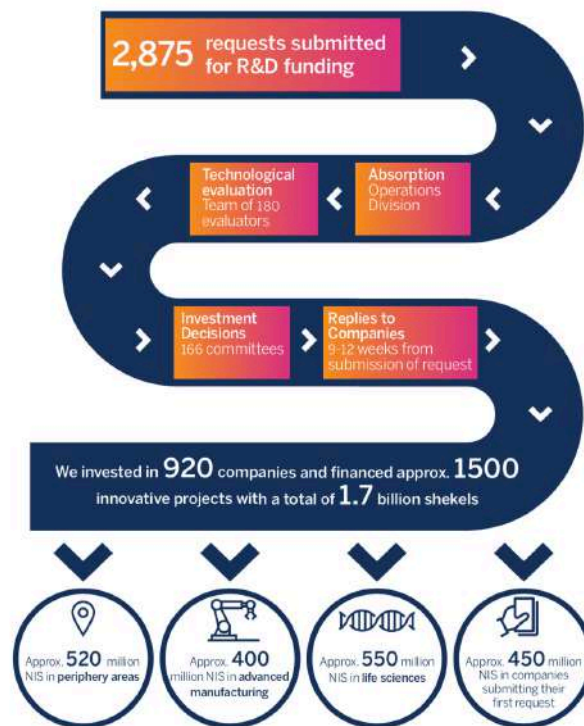 2,875 requests submitted
for R&D funding
Absorption
Operations
Division
Technological
evaluation
Team of 180
evaluators
Investment
Decisions
166 committees
Replies to
Companies
9-12 weeks from
submission of request
We invested in 920 companies and financed approx. 1500
innovative projects with a total of 1.7 billion shekels
Approx. 520 million
NIS in periphery areas
Approx. 400
million NIS in advanced
manufacturing
Approx. 550 million
NIS in life sciences
Approx. 450 million
NIS in companies
submitting their
first request